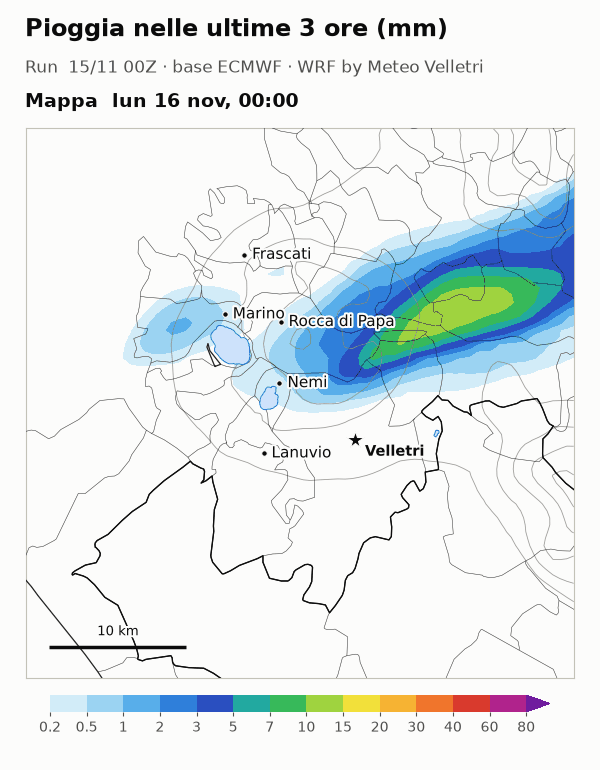 Pioggia nelle ultime 3 ore (mm)
Run 15/11 00Z · base ECMWF · WRF by Meteo Velletri
Mappa lun 16 nov, 00:00
Frascati
Marino
Rocca di Papa
Nemi
Velletri
Lanuvio
10 km
0.2 0.5 1 2 3 5 7 10 15 20 30 40 60 80